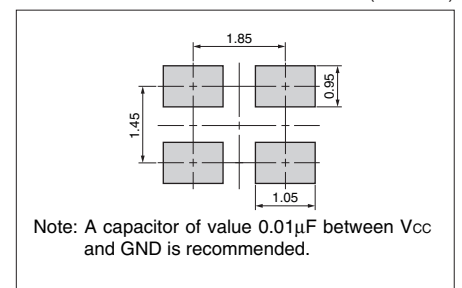 1.85
0.95
1.45
1.05
Note: A capacitor of value 0.01μF between Vcc
and GND is recommended.